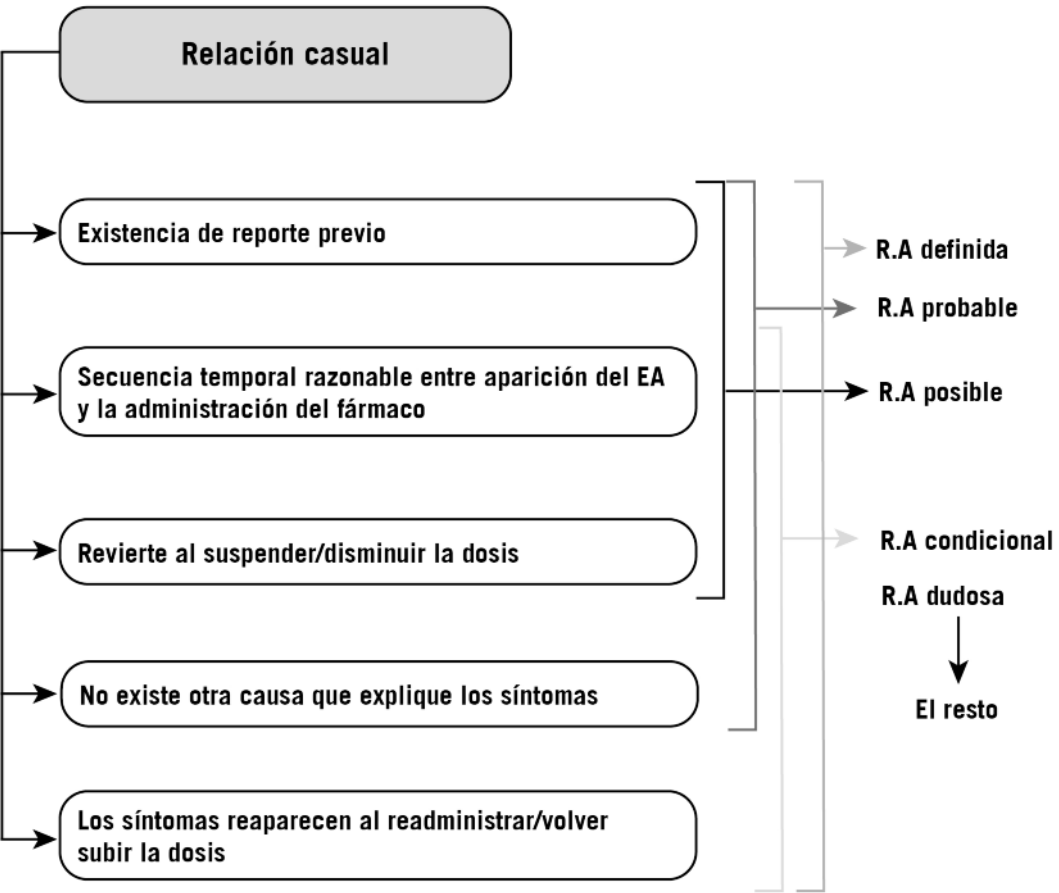 Relación casual
Existencia de reporte previo
Secuencia temporal razonable entre aparición del EA
y la administración del fármaco
Revierte al suspender/disminuir la dosis
No existe otra causa que explique los síntomas
Los síntomas reaparecen al readministrar/volver
subir la dosis
R.A definida
R.A probable
R.A posible
R.A condicional
R.A dudosa
El resto